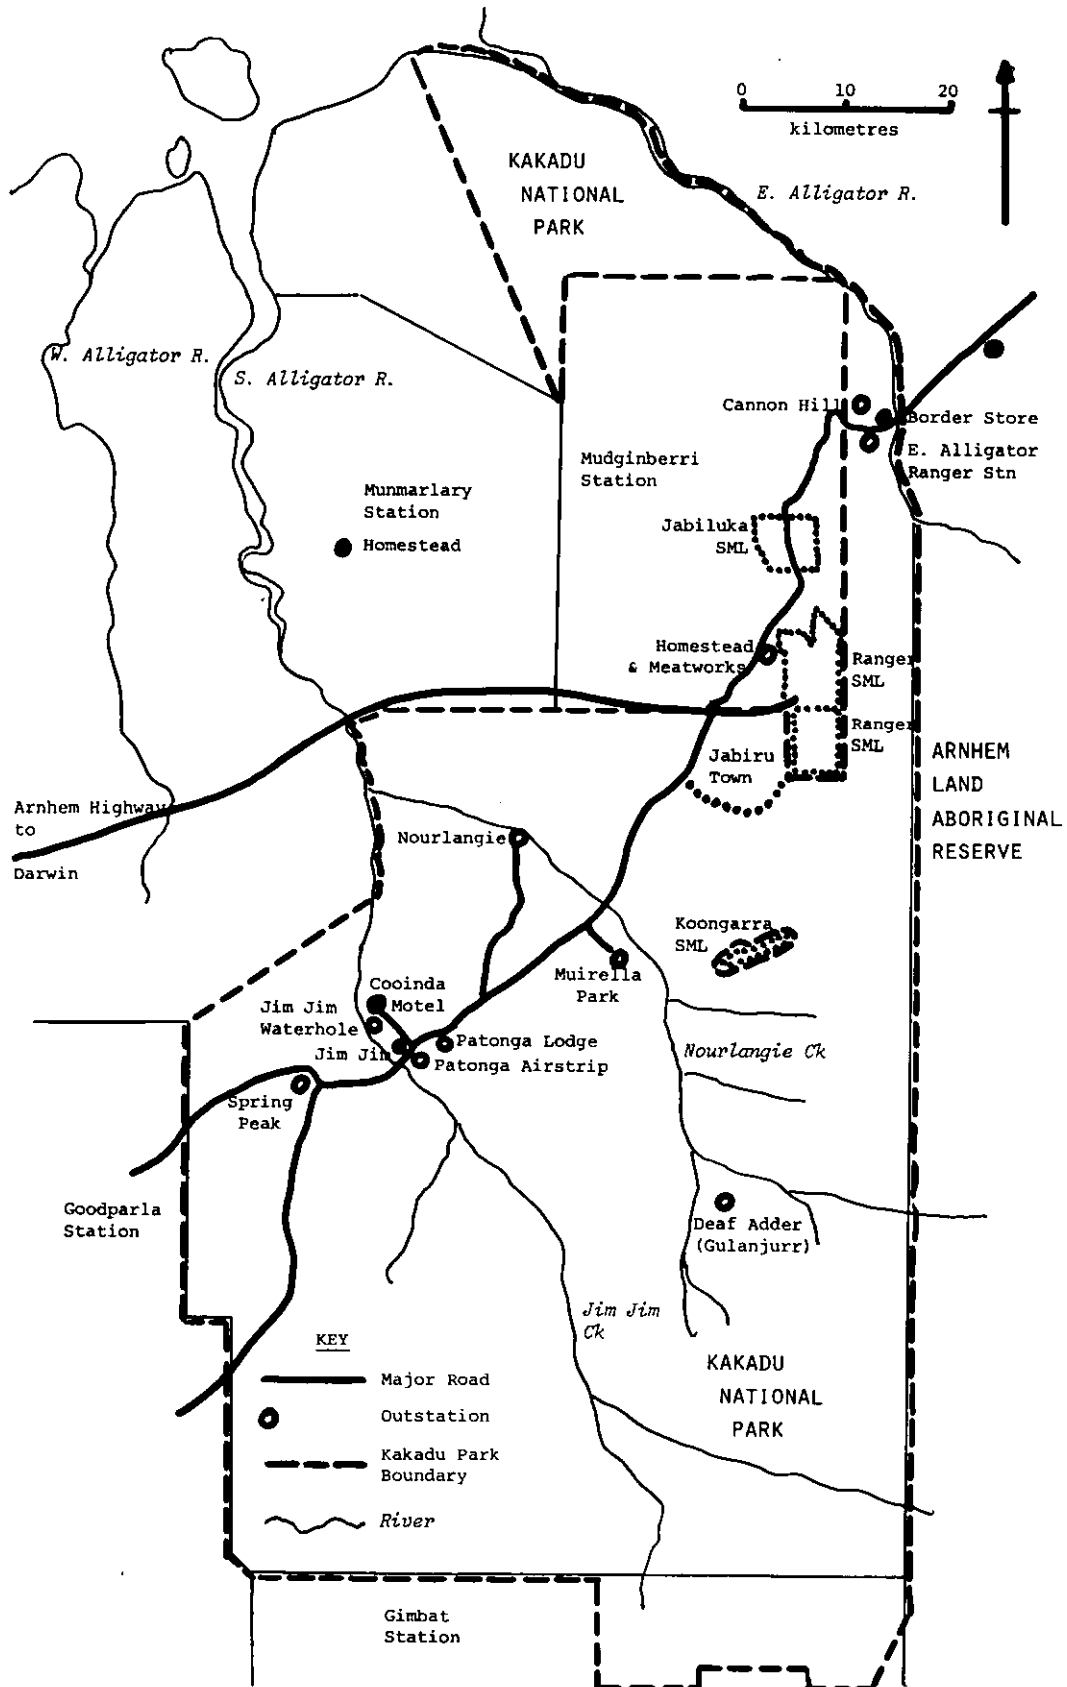 0 10 20
kilometres
KAKADU
NATIONAL
PARK
E. Alligator R.
W. Alligator R.
S. Alligator R.
Cannon Hill
Border Store
E. Alligator
Ranger Stn
Mudginberri
Station
Munmarlary
Station
Homestead
Jabiluka
SML
Homestead
& Meatworks
Ranger
SML
Ranger
SML
Jabiru
Town
ARNHEM
LAND
ABORIGINAL
RESERVE
Arnhem Highway
to
Darwin
Nourlangie
Koongarra
SML
Muirella
Park
Cooinda
Motel
Jim Jim
Waterhole
Jim Jim
Patonga Lodge
Patonga Airstrip
Nourlangie Ck
Spring
Peak
Goodparla
Station
Deaf Adder
(Gulanjurr)
Jim Jim
Ck
KAKADU
NATIONAL
PARK
KEY
Major Road
Outstation
Kakadu Park
Boundary
River
Gimbat
Station